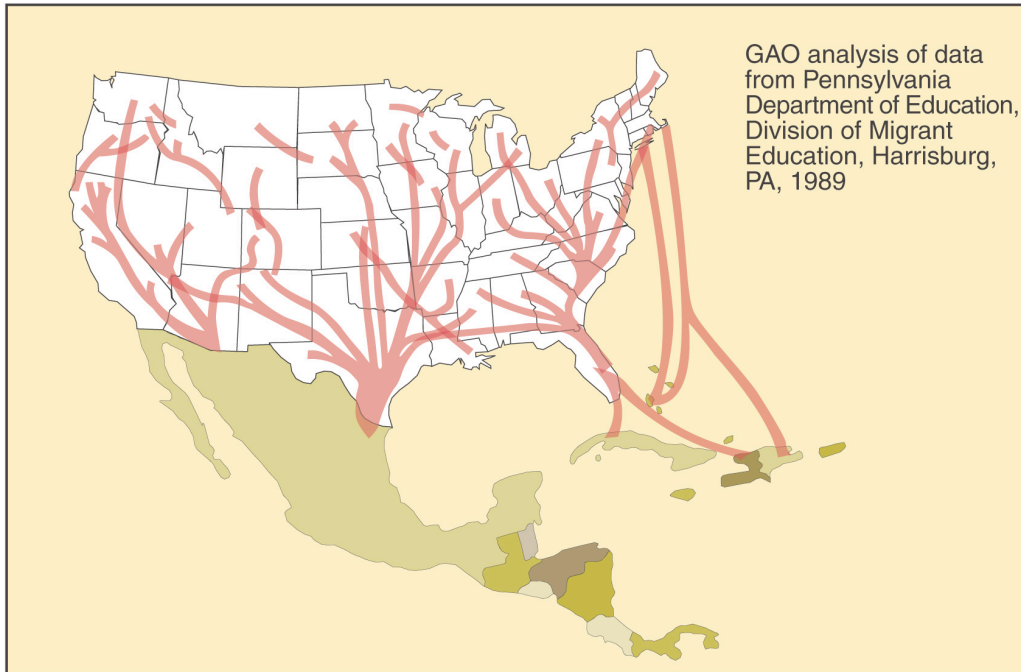 GAO analysis of data
from Pennsylvania
Department of Education,
Division of Migrant
Education, Harrisburg,
PA, 1989